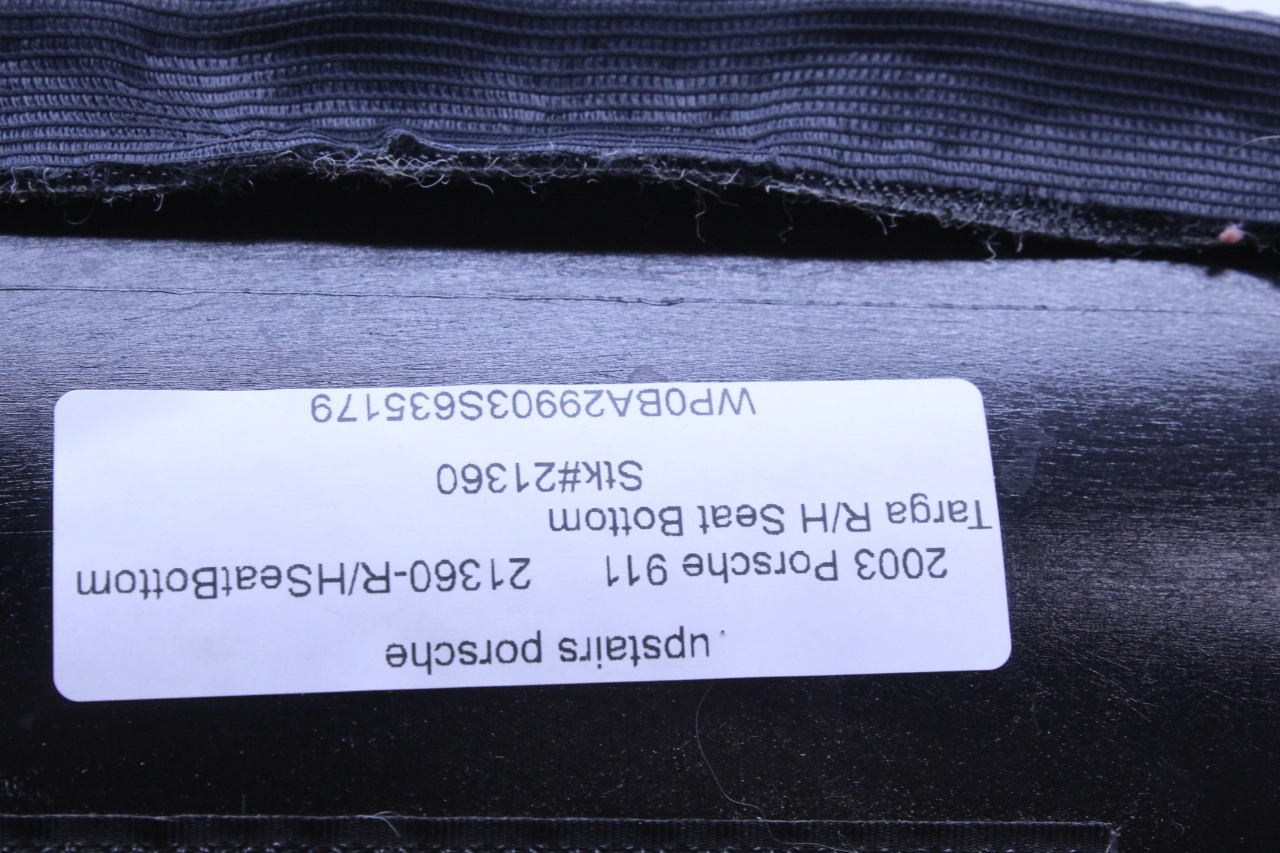 upstairs porsche
2003 Porsche 911 21360-R/HSeatBottom
Targa R/H Seat Bottom
Stk#21360
WP0BA29903S635179